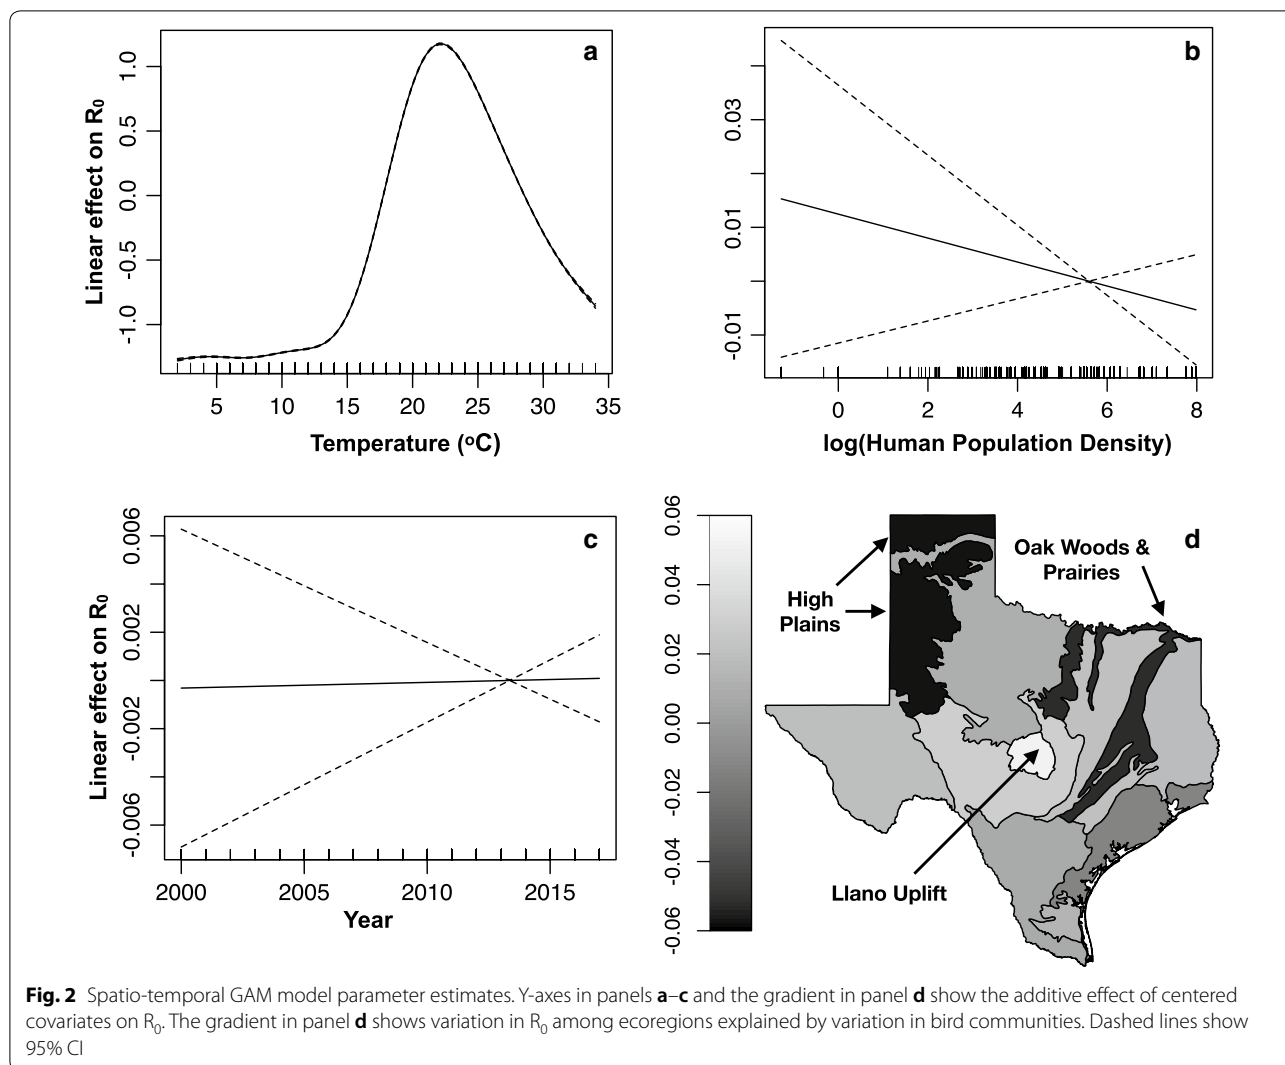 a
Linear effect on R0
1.0
0.5
0.0
-0.5
-1.0
5 10 15 20 25 30 35
Temperature (oC)
b
0.03
0.01
-0.01
0 2 4 6 8
log(Human Population Density)
c
Linear effect on R0
0.006
0.002
-0.002
-0.006
2000 2005 2010 2015
Year
d
0.06
0.04
0.02
0.00
-0.02
-0.04
-0.06
High
Plains
Oak Woods &
Prairies
Llano Uplift
Fig. 2 Spatio-temporal GAM model parameter estimates. Y-axes in panels a–c and the gradient in panel d show the additive effect of centered
covariates on R0. The gradient in panel d shows variation in R0 among ecoregions explained by variation in bird communities. Dashed lines show
95% CI